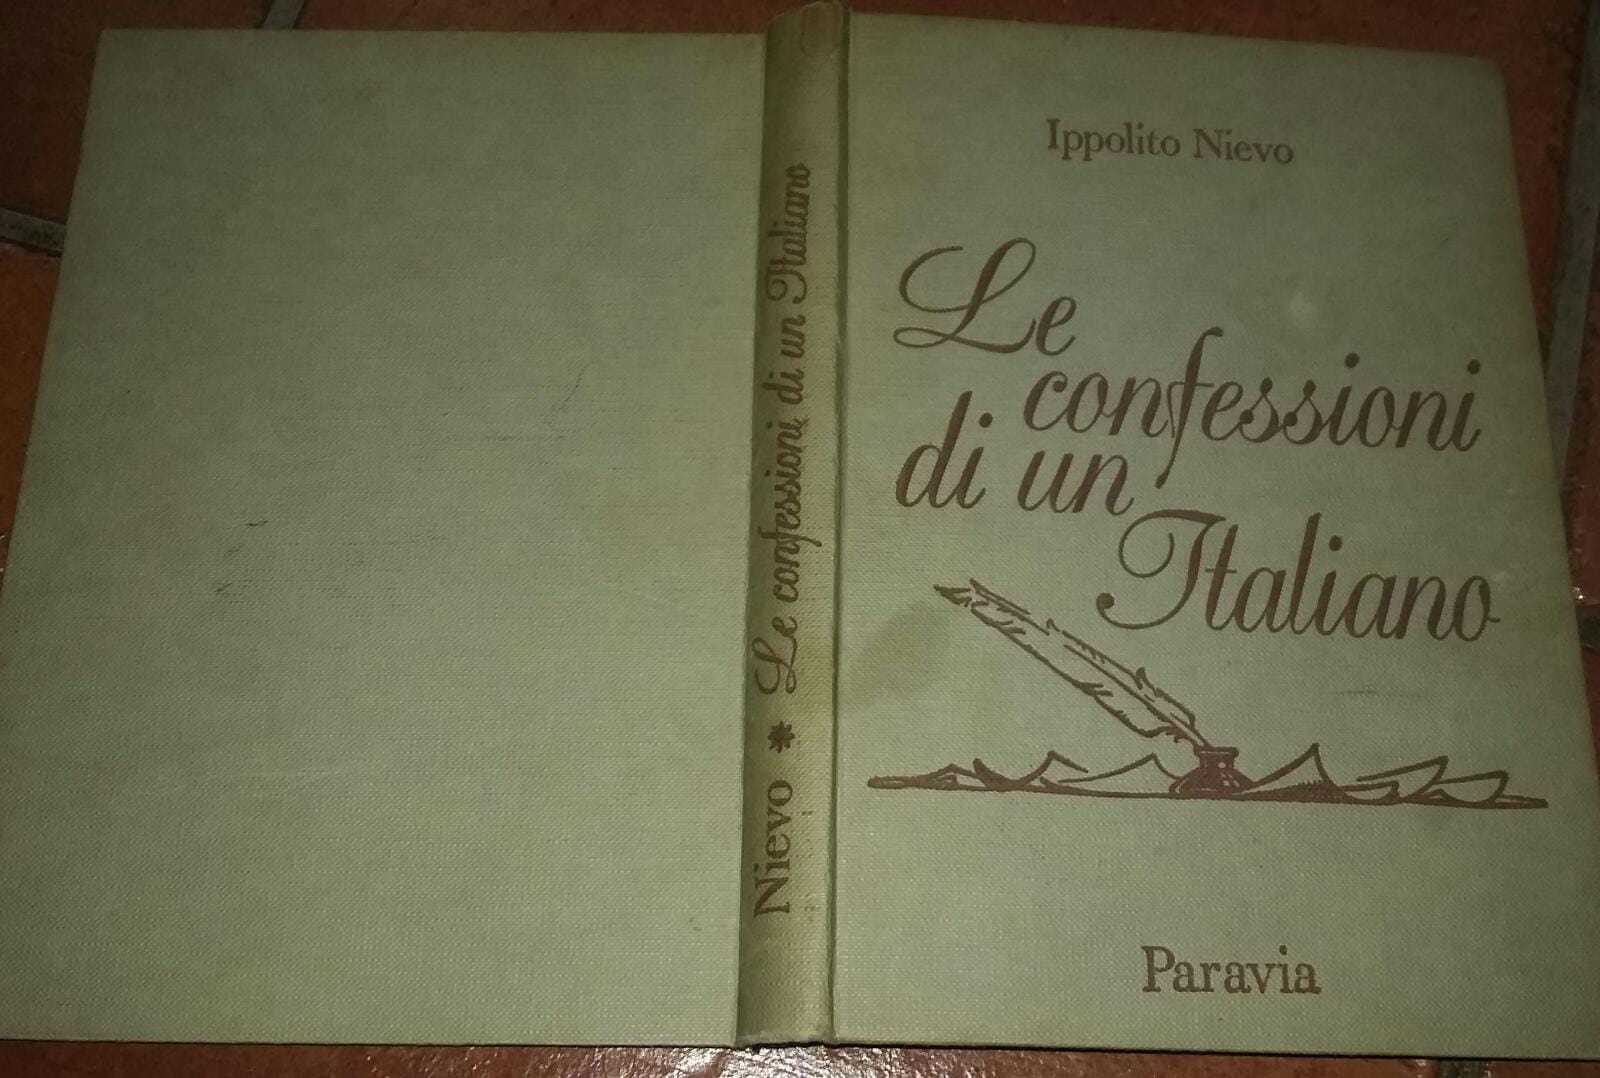 Ippolito Nievo
Le
confessioni
di un
Italiano
Paravia
Nievo * Le confessioni di un Italiano